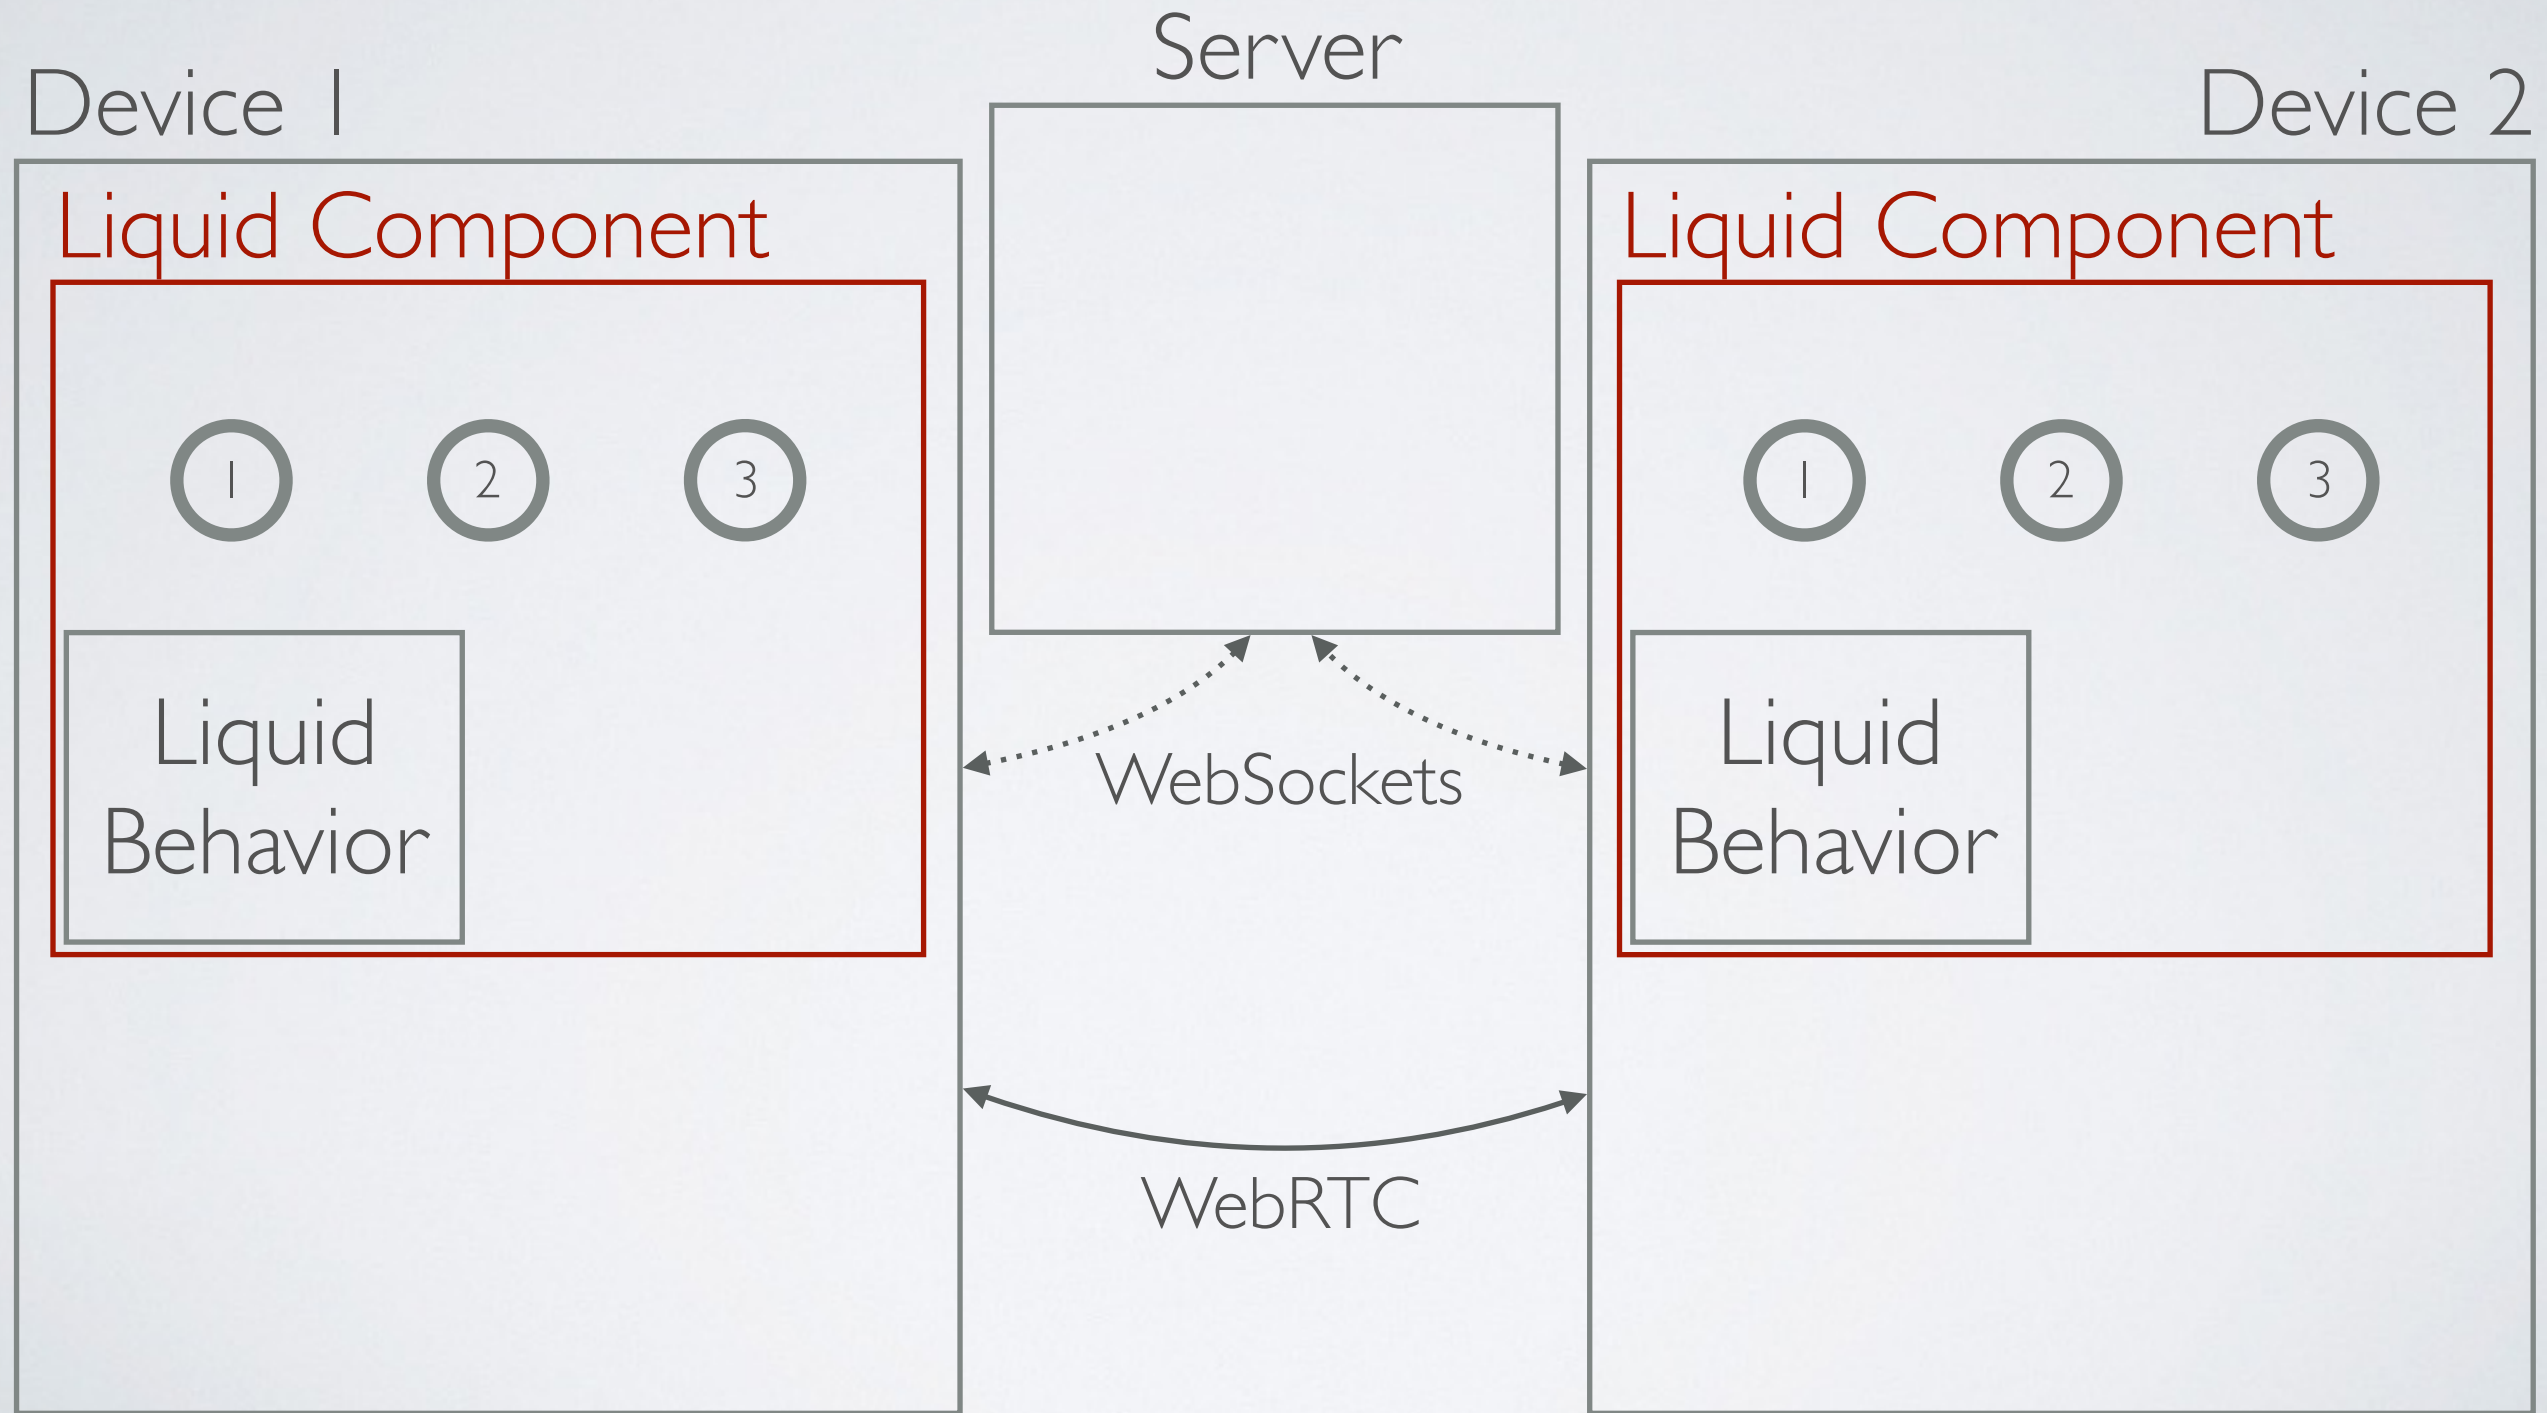 Server
Device 1
Device 2
Liquid Component
Liquid Component
1 2 3
1 2 3
Liquid
Behavior
Liquid
Behavior
WebSockets
WebRTC